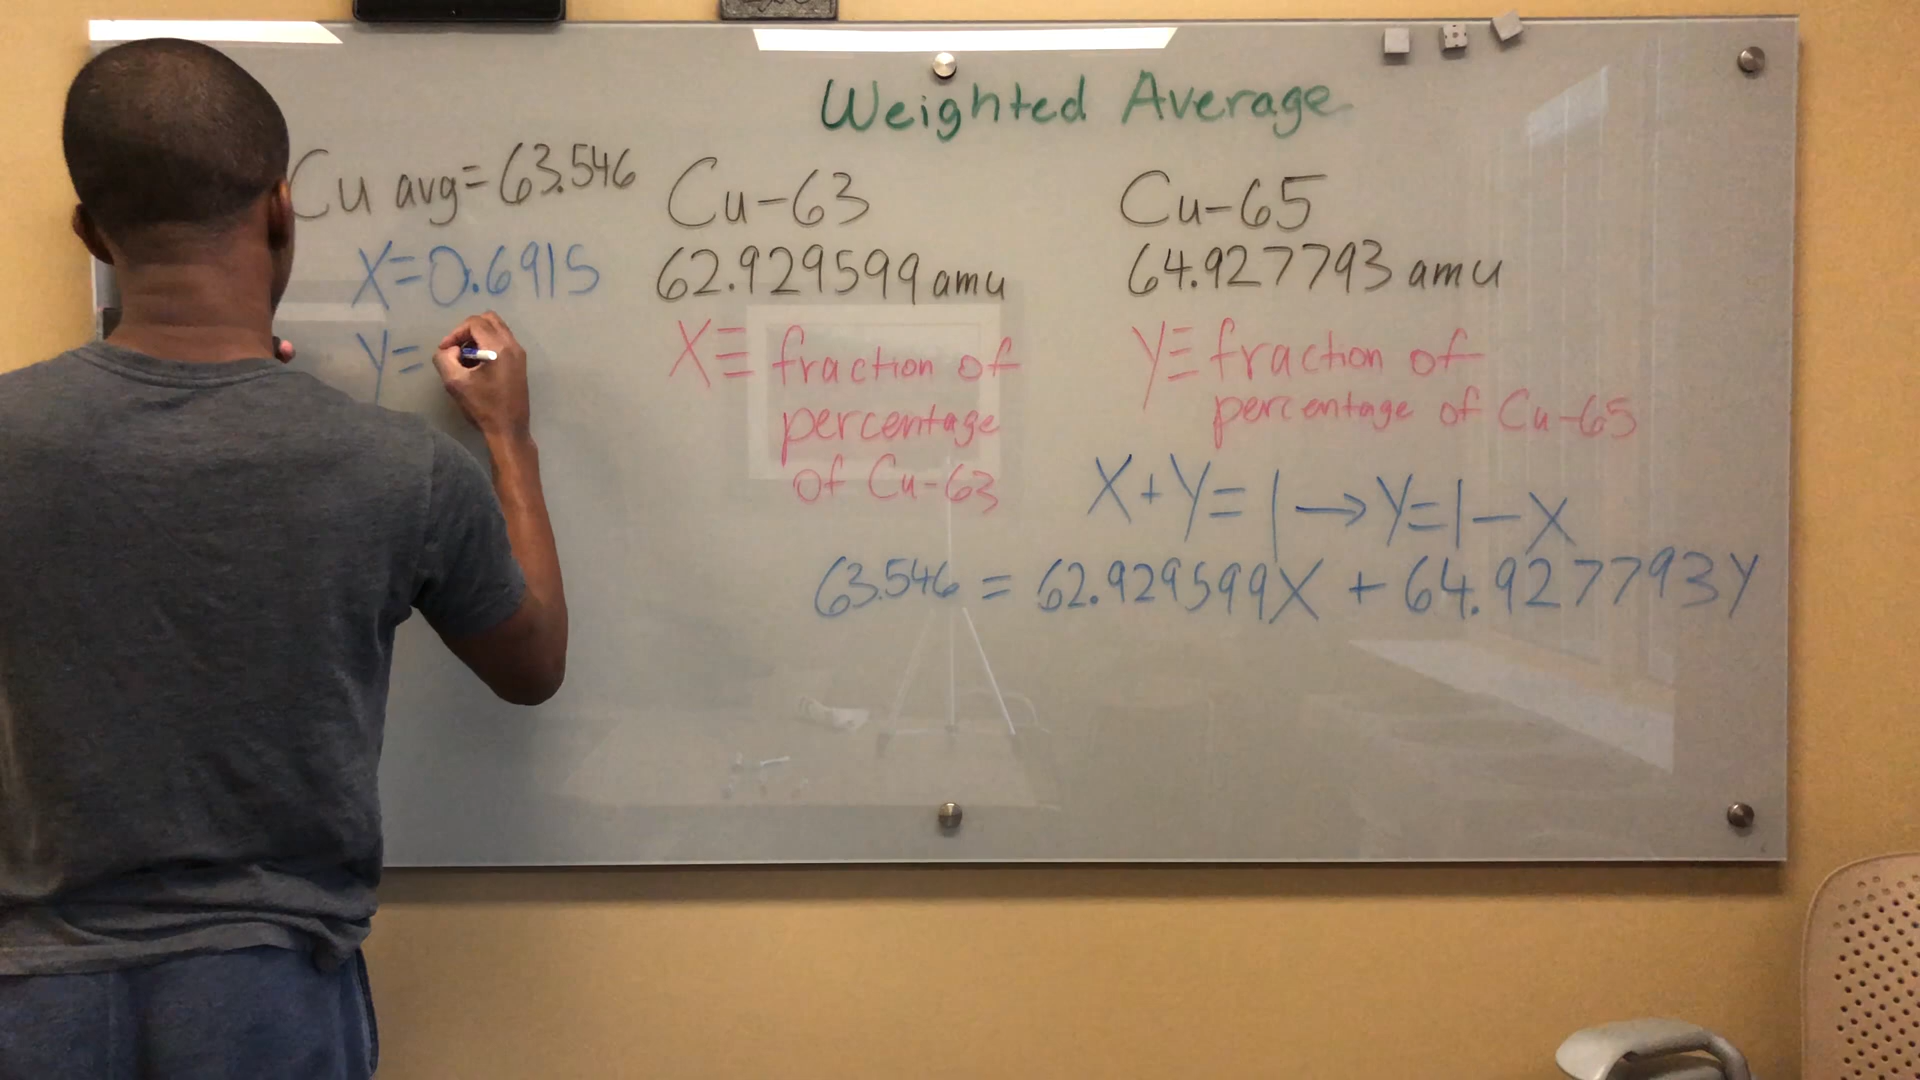 Weighted Average
Cu avg=63.546
X=0.6915
Y=
Cu-63
62.929599 amu
X≡ fraction of
percentage
of Cu-63
Cu-65
64.927793 amu
Y≡ fraction of
percentage of Cu-65
X+Y=1→Y=1-X
63.546 = 62.929599X + 64.927793Y